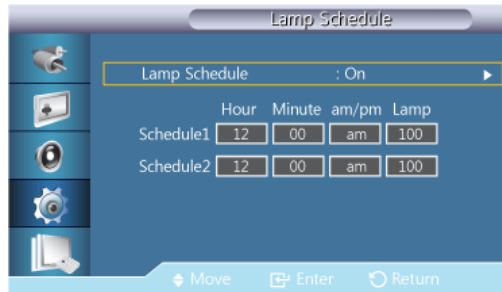 Lamp Schedule
Lamp Schedule : On
Hour Minute am/pm Lamp
Schedule1 12 00 am 100
Schedule2 12 00 am 100
Move Enter Return